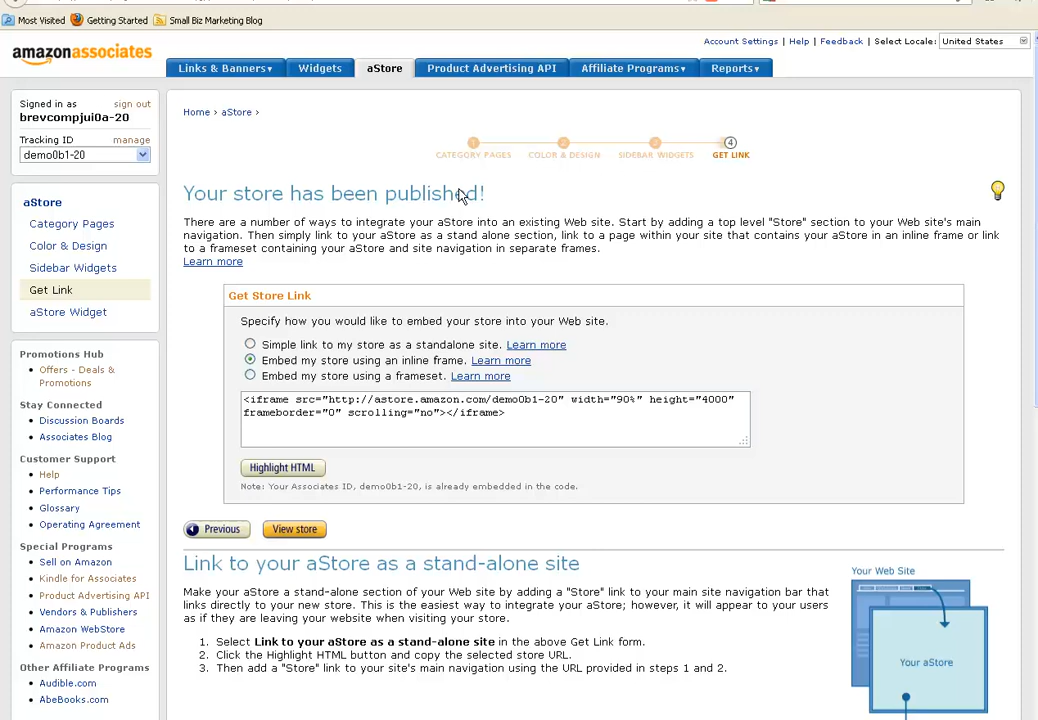 Most Visited Getting Started Small Biz Marketing Blog
amazonassociates
Account Settings | Help | Feedback | Select Locale: United States
Links & Banners▾ Widgets aStore Product Advertising API Affiliate Programs▾ Reports▾
Signed in as sign out
brevcompjui0a-20
Tracking ID manage
demo0b1-20
aStore
Category Pages
Color & Design
Sidebar Widgets
Get Link
aStore Widget
Promotions Hub
Offers - Deals &
Promotions
Stay Connected
Discussion Boards
Associates Blog
Customer Support
Help
Performance Tips
Glossary
Operating Agreement
Special Programs
Sell on Amazon
Kindle for Associates
Product Advertising API
Vendors & Publishers
Amazon WebStore
Amazon Product Ads
Other Affiliate Programs
Audible.com
AbeBooks.com
Home › aStore ›
1 2 3 4
CATEGORY PAGES COLOR & DESIGN SIDEBAR WIDGETS GET LINK
Your store has been published!
There are a number of ways to integrate your aStore into an existing Web site. Start by adding a top level "Store" section to your Web site's main
navigation. Then simply link to your aStore as a stand alone section, link to a page within your site that contains your aStore in an inline frame or link
to a frameset containing your aStore and site navigation in separate frames.
Learn more
Get Store Link
Specify how you would like to embed your store into your Web site.
Simple link to my store as a standalone site. Learn more
Embed my store using an inline frame. Learn more
Embed my store using a frameset. Learn more
<iframe src="http://astore.amazon.com/demo0b1-20" width="90%" height="4000"
frameborder="0" scrolling="no"></iframe>
Highlight HTML
Note: Your Associates ID, demo0b1-20, is already embedded in the code.
Previous View store
Link to your aStore as a stand-alone site
Make your aStore a stand-alone section of your Web site by adding a "Store" link to your main site navigation bar that
links directly to your new store. This is the easiest way to integrate your aStore; however, it will appear to your users
as if they are leaving your website when visiting your store.
1. Select Link to your aStore as a stand-alone site in the above Get Link form.
2. Click the Highlight HTML button and copy the selected store URL.
3. Then add a "Store" link to your site's main navigation using the URL provided in steps 1 and 2.
Your Web Site
Your aStore